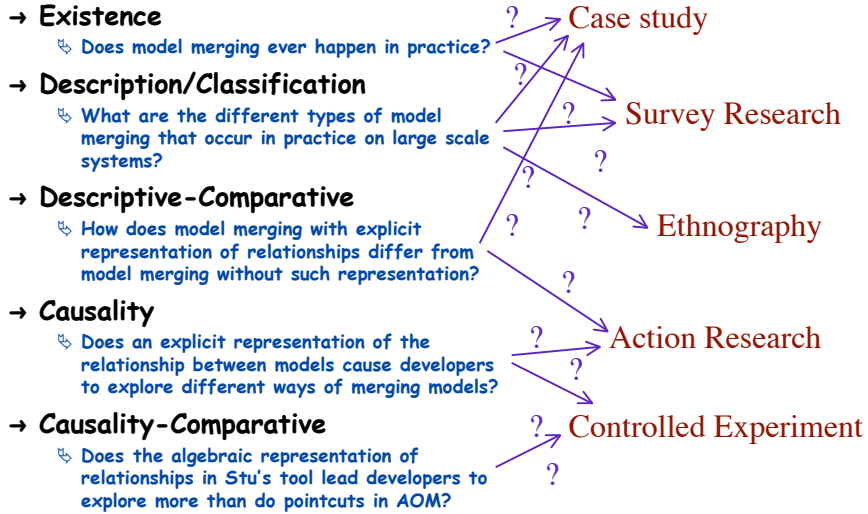 → Existence
Does model merging ever happen in practice?
→ Description/Classification
What are the different types of model
merging that occur in practice on large scale
systems?
→ Descriptive-Comparative
How does model merging with explicit
representation of relationships differ from
model merging without such representation?
→ Causality
Does an explicit representation of the
relationship between models cause developers
to explore different ways of merging models?
→ Causality-Comparative
Does the algebraic representation of
relationships in Stu's tool lead developers to
explore more than do pointcuts in AOM?
?
?
?
?
?
?
?
?
?
?
?
?
Case study
Survey Research
Ethnography
Action Research
Controlled Experiment